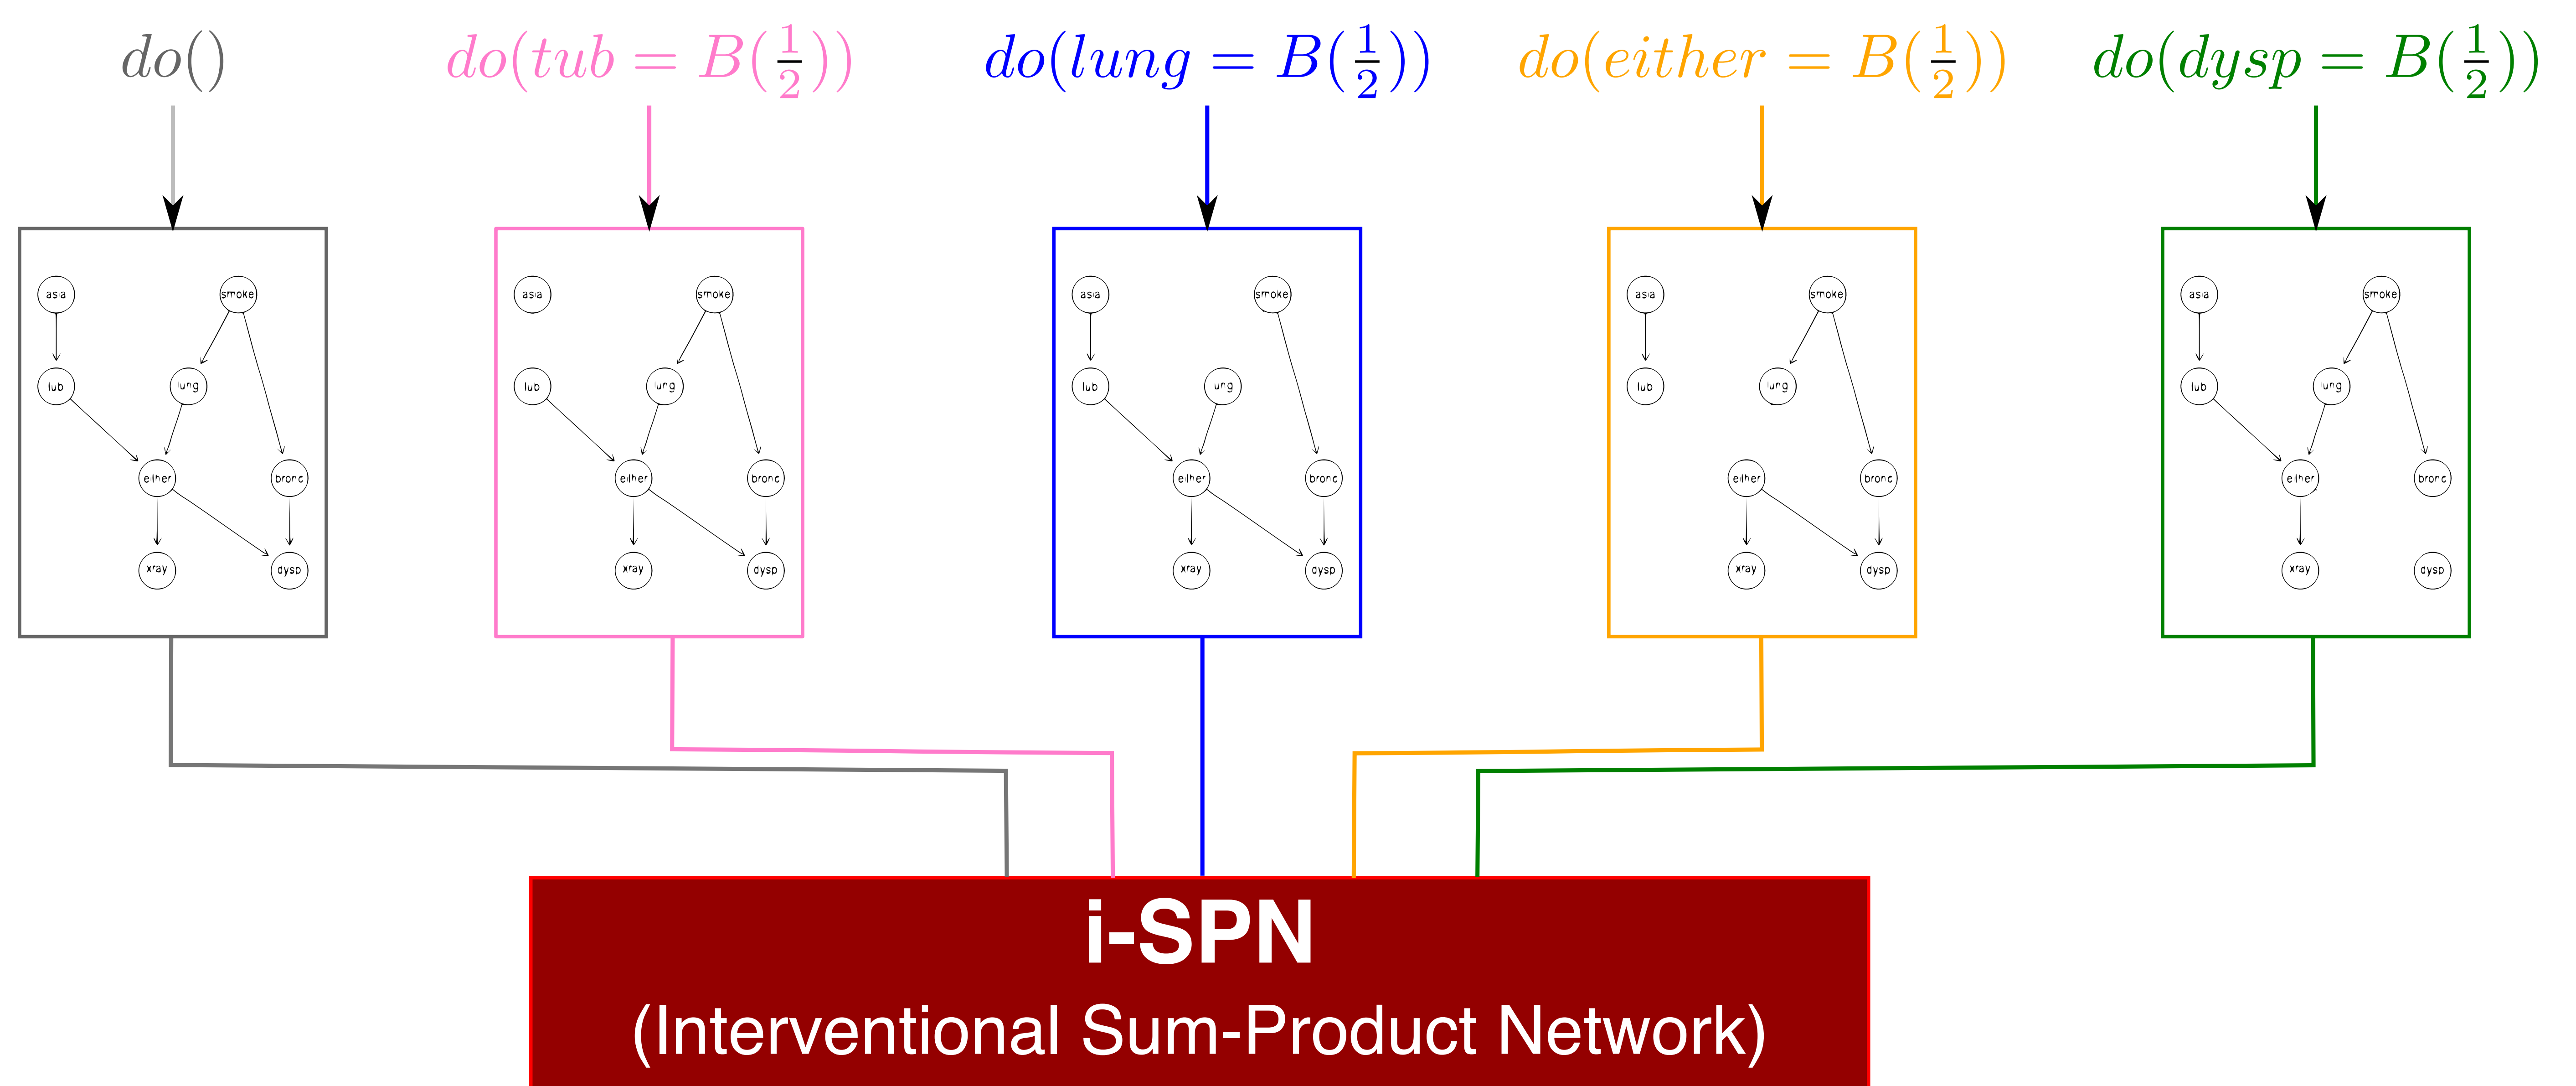 do()
do(tub = B(1/2))
do(lung = B(1/2))
do(either = B(1/2))
do(dysp = B(1/2))
asia smoke
tub lung
either bronc
xray dysp
asia smoke
tub lung
either bronc
xray dysp
asia smoke
tub lung
either bronc
xray dysp
asia smoke
tub lung
either bronc
xray dysp
asia smoke
tub lung
either bronc
xray dysp
i-SPN
(Interventional Sum-Product Network)